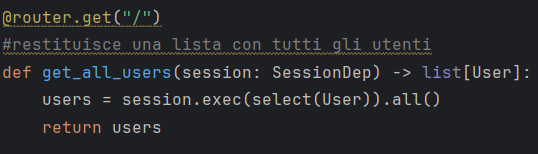 @router.get("/")
#restituisce una lista con tutti gli utenti
def get_all_users(session: SessionDep) -> list[User]:
    users = session.exec(select(User)).all()
    return users